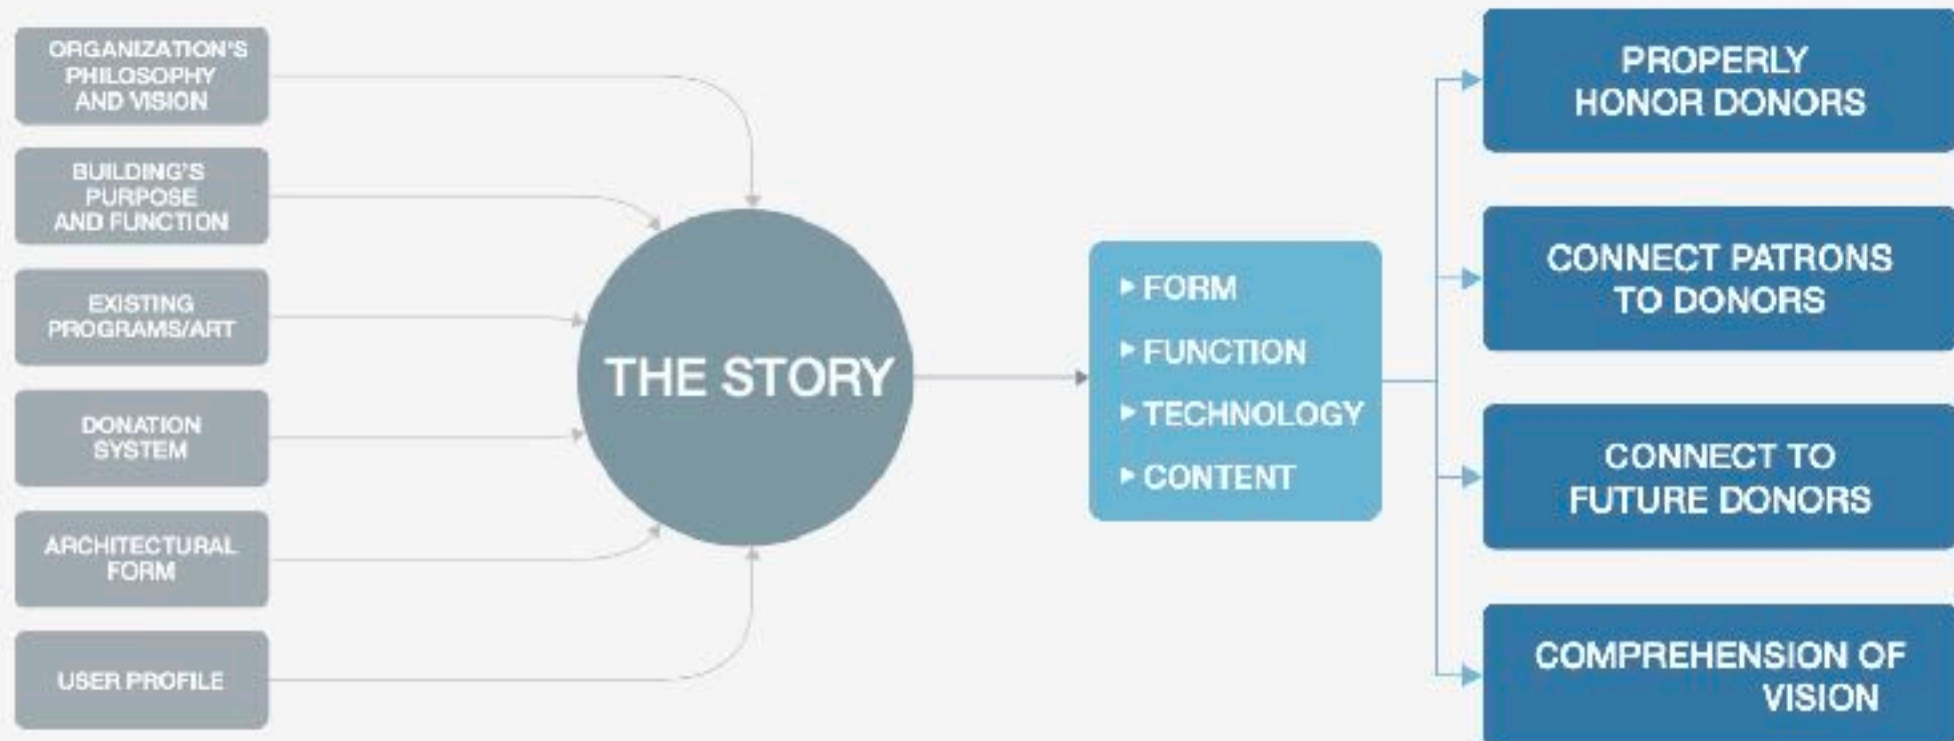 ORGANIZATION'S
PHILOSOPHY
AND VISION
BUILDING'S
PURPOSE
AND FUNCTION
EXISTING
PROGRAMS/ART
DONATION
SYSTEM
ARCHITECTURAL
FORM
USER PROFILE
THE STORY
FORM
FUNCTION
TECHNOLOGY
CONTENT
PROPERLY
HONOR DONORS
CONNECT PATRONS
TO DONORS
CONNECT TO
FUTURE DONORS
COMPREHENSION OF
VISION